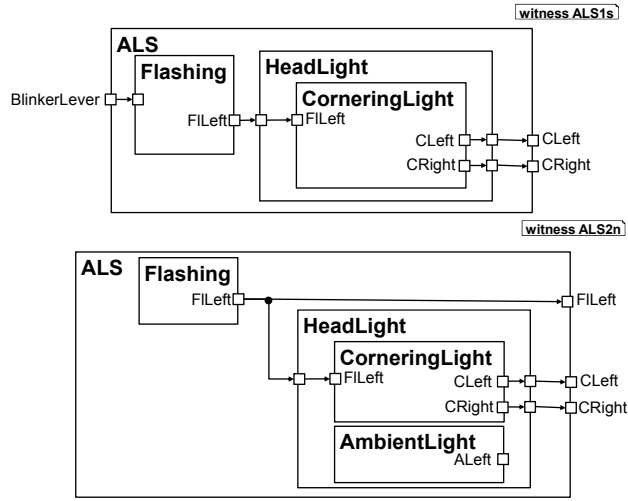 witness ALS1s
ALS
Flashing
HeadLight
CorneringLight
BlinkerLever
FlLeft
FlLeft
CLeft
CLeft
CRight
CRight
witness ALS2n
ALS
Flashing
FlLeft
FlLeft
HeadLight
CorneringLight
FlLeft
CLeft
CLeft
CRight
CRight
AmbientLight
ALeft